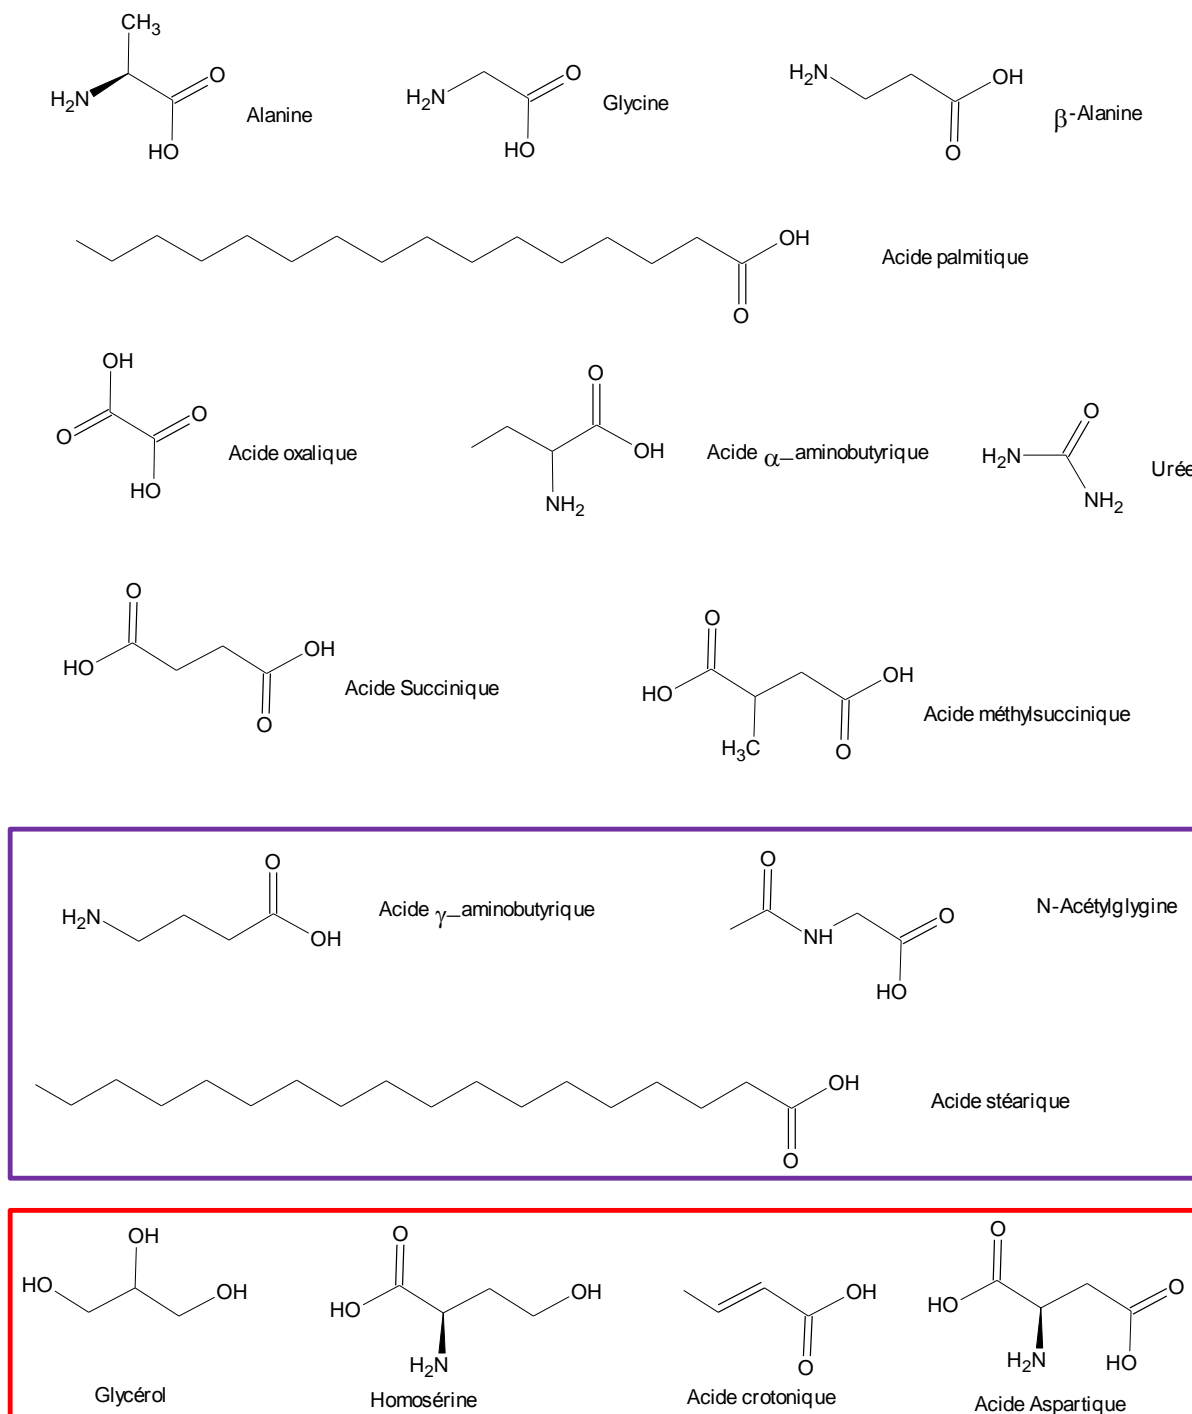 CH3
H2N
O
HO
Alanine
H2N
O
HO
Glycine
H2N
OH
O
β-Alanine
OH
O
Acide palmitique
OH
O
O
HO
Acide oxalique
O
OH
NH2
Acide α–aminobutyrique
O
H2N
NH2
Urée
O
HO
OH
O
Acide Succinique
O
HO
OH
H3C
O
Acide méthylsuccinique
O
H2N
OH
Acide γ–aminobutyrique
O
NH
O
HO
N-Acétylglygine
OH
O
Acide stéarique
OH
HO
OH
Glycérol
O
HO
OH
H2N
Homosérine
OH
O
Acide crotonique
O
HO
O
H2N
HO
Acide Aspartique